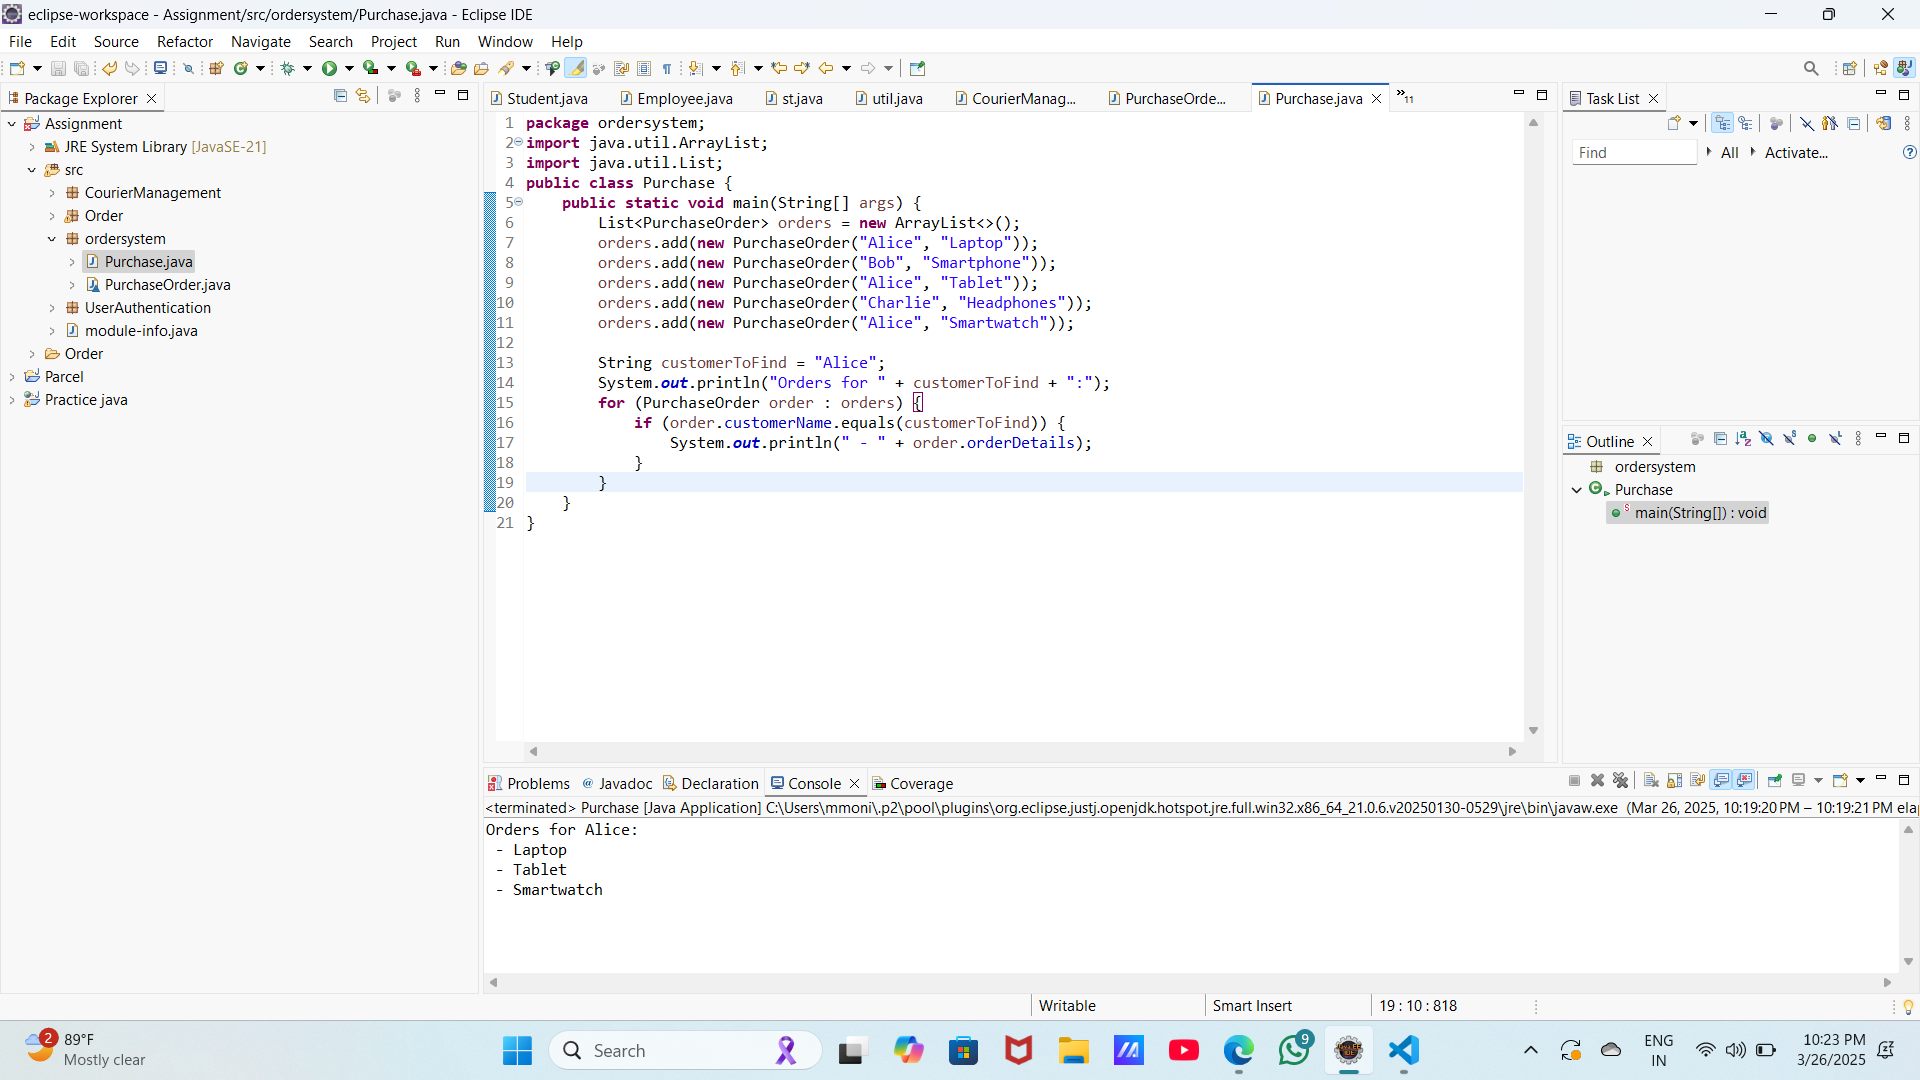 eclipse-workspace - Assignment/src/ordersystem/Purchase.java - Eclipse IDE
File Edit Source Refactor Navigate Search Project Run Window Help
Package Explorer
Assignment
JRE System Library [JavaSE-21]
src
CourierManagement
Order
ordersystem
Purchase.java
PurchaseOrder.java
UserAuthentication
module-info.java
Order
Parcel
Practice java
Student.java Employee.java st.java util.java CourierManag... PurchaseOrde... Purchase.java »11
1 package ordersystem;
2 import java.util.ArrayList;
3 import java.util.List;
4 public class Purchase {
5     public static void main(String[] args) {
6         List<PurchaseOrder> orders = new ArrayList<>();
7         orders.add(new PurchaseOrder("Alice", "Laptop"));
8         orders.add(new PurchaseOrder("Bob", "Smartphone"));
9         orders.add(new PurchaseOrder("Alice", "Tablet"));
10         orders.add(new PurchaseOrder("Charlie", "Headphones"));
11         orders.add(new PurchaseOrder("Alice", "Smartwatch"));
12
13         String customerToFind = "Alice";
14         System.out.println("Orders for " + customerToFind + ":");
15         for (PurchaseOrder order : orders) {
16             if (order.customerName.equals(customerToFind)) {
17                 System.out.println(" - " + order.orderDetails);
18             }
19         }
20     }
21 }
Task List
Find All Activate...
Outline
ordersystem
Purchase
main(String[]) : void
Problems Javadoc Declaration Console Coverage
<terminated> Purchase [Java Application] C:\Users\mmoni\.p2\pool\plugins\org.eclipse.justj.openjdk.hotspot.jre.full.win32.x86_64_21.0.6.v20250130-0529\jre\bin\javaw.exe (Mar 26, 2025, 10:19:20 PM – 10:19:21 PM elap
Orders for Alice:
 - Laptop
 - Tablet
 - Smartwatch
Writable Smart Insert 19 : 10 : 818
2
89°F
Mostly clear
Search
9
ENG
IN
10:23 PM
3/26/2025